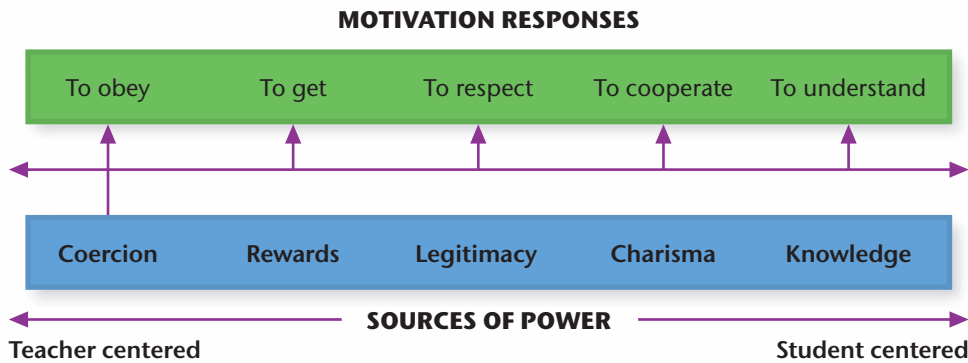 MOTIVATION RESPONSES
To obey To get To respect To cooperate To understand
Coercion Rewards Legitimacy Charisma Knowledge
SOURCES OF POWER
Teacher centered Student centered